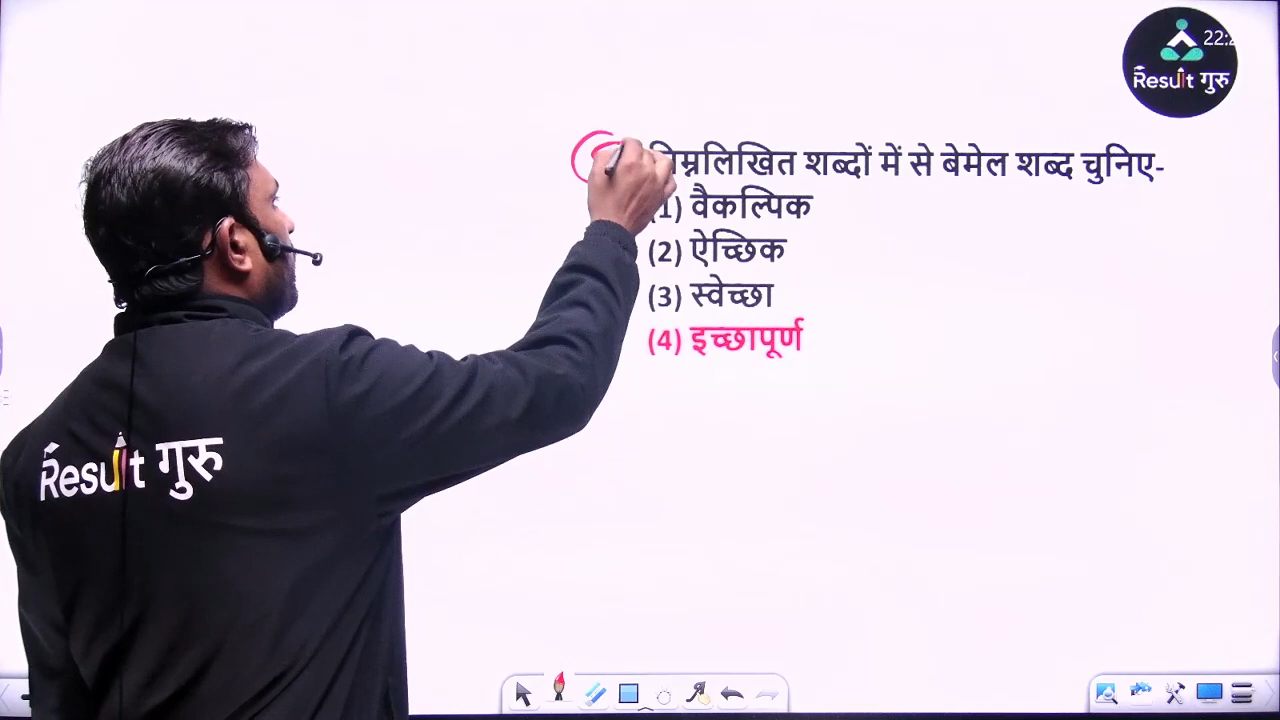 22:2
Result गुरु
शब्दों में से बेमेल शब्द चुनिए-
(1) वैकल्पिक
(2) ऐच्छिक
(3) स्वेच्छा
(4) इच्छापूर्ण
Result गुरु